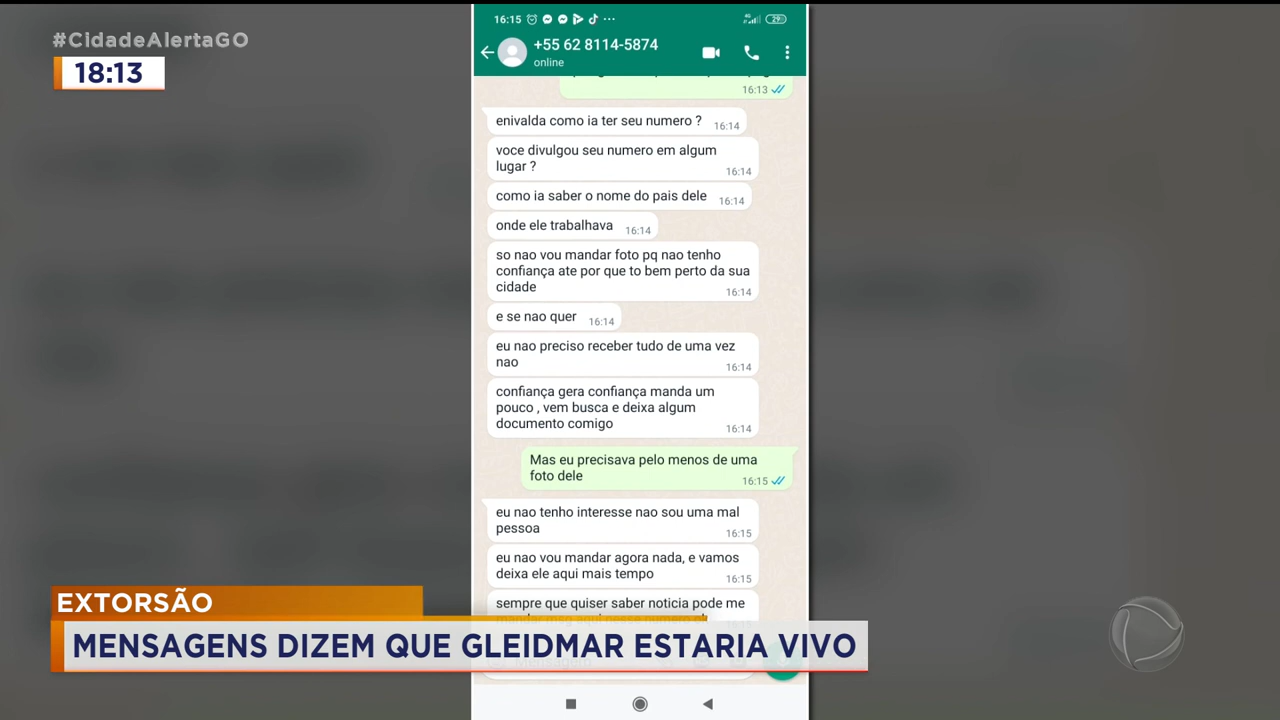 #CidadeAlertaGO
18:13
16:15
29
+55 62 8114-5874
online
16:13
enivalda como ia ter seu numero ?
16:14
voce divulgou seu numero em algum
lugar ?
16:14
como ia saber o nome do pais dele
16:14
onde ele trabalhava
16:14
so nao vou mandar foto pq nao tenho
confiança ate por que to bem perto da sua
cidade
16:14
e se nao quer
16:14
eu nao preciso receber tudo de uma vez
nao
16:14
confiança gera confiança manda um
pouco , vem busca e deixa algum
documento comigo
16:14
Mas eu precisava pelo menos de uma
foto dele
16:15
eu nao tenho interesse nao sou uma mal
pessoa
16:15
eu nao vou mandar agora nada, e vamos
deixa ele aqui mais tempo
16:15
sempre que quiser saber noticia pode me
EXTORSÃO
MENSAGENS DIZEM QUE GLEIDMAR ESTARIA VIVO